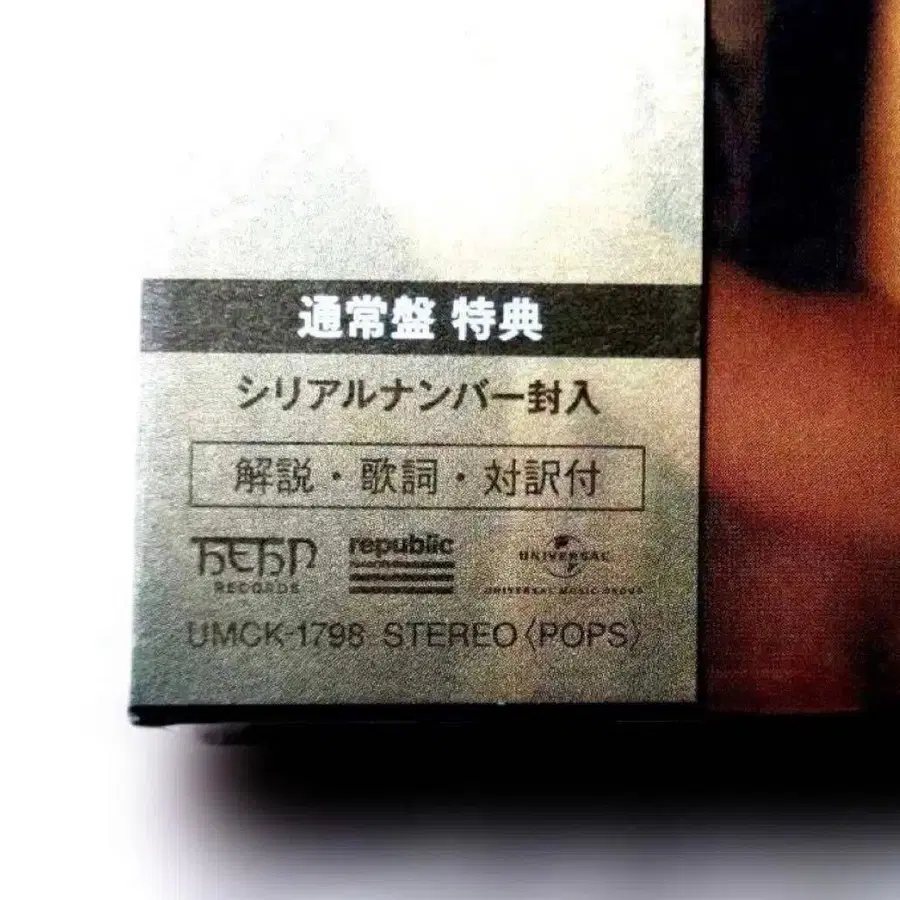 通常盤 特典
シリアルナンバー封入
解説・歌詞・対訳付
RECORDS
republic
UNIVERSAL
UNIVERSAL MUSIC GROUP
UMCK-1798 STEREO〈POPS〉